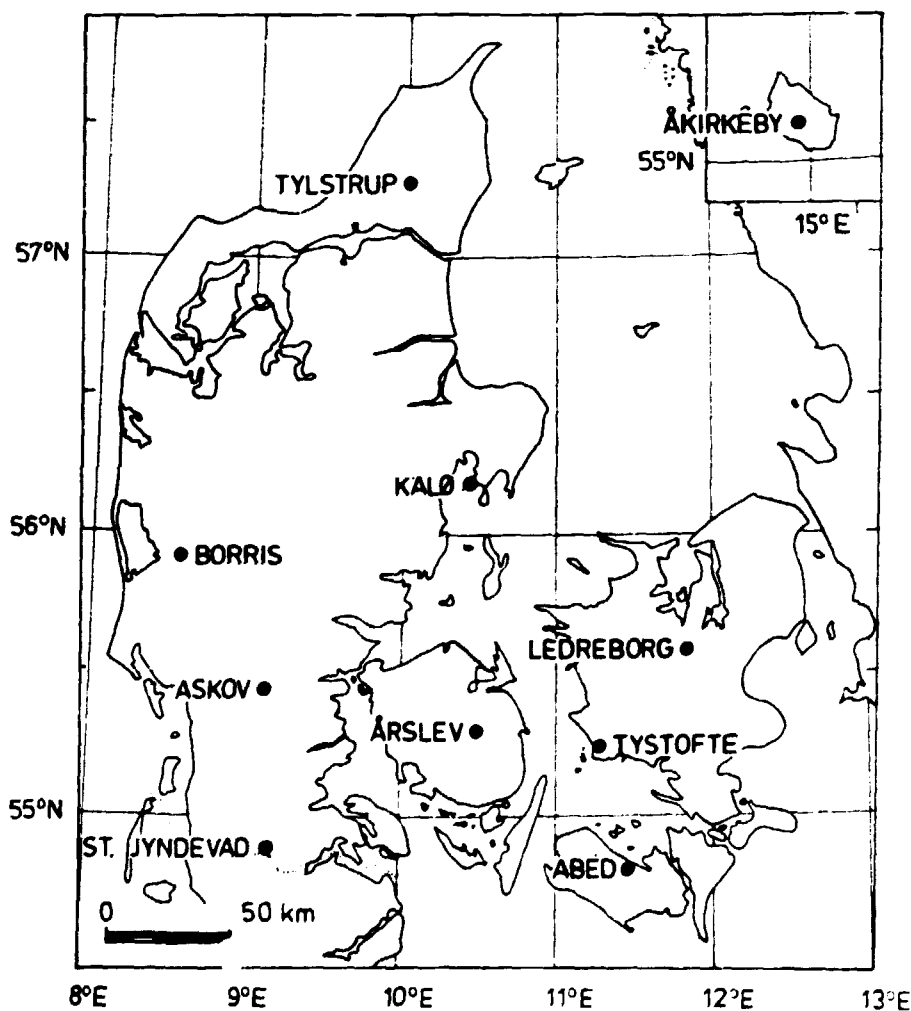 ÅKIRKÊBY
55°N
15°E
TYLSTRUP
57°N
KALØ
56°N
BORRIS
LEDREBORG
ASKOV
ÅRSLEV
TYSTOFTE
55°N
ST. JYNDEVAD
ABED
0 50 km
8°E 9°E 10°E 11°E 12°E 13°E